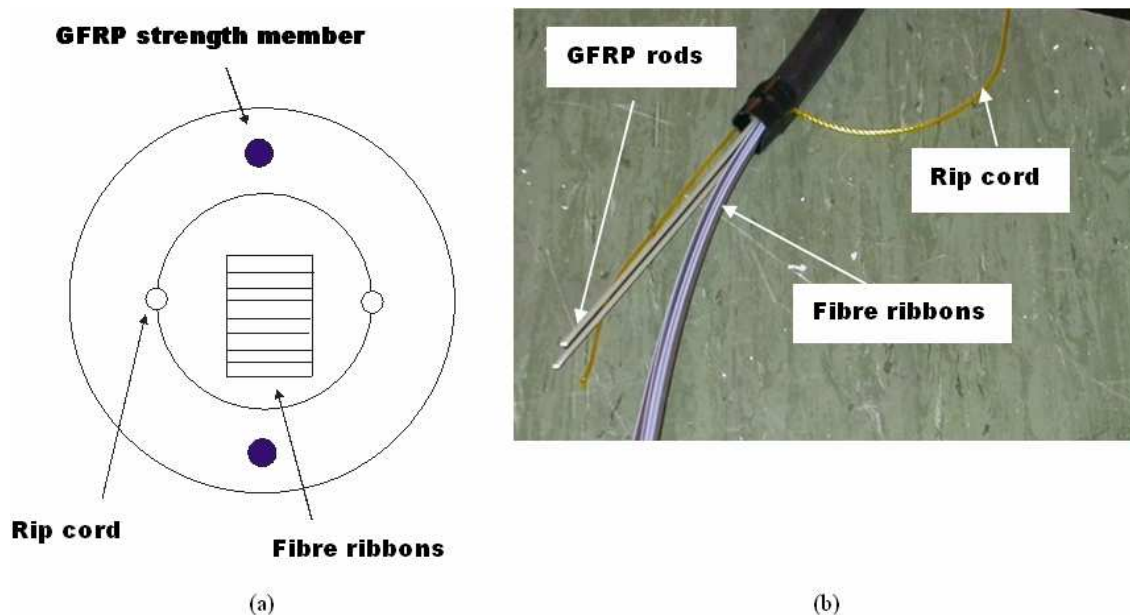 GFRP strength member
Rip cord
Fibre ribbons
(a)
GFRP rods
Rip cord
Fibre ribbons
(b)